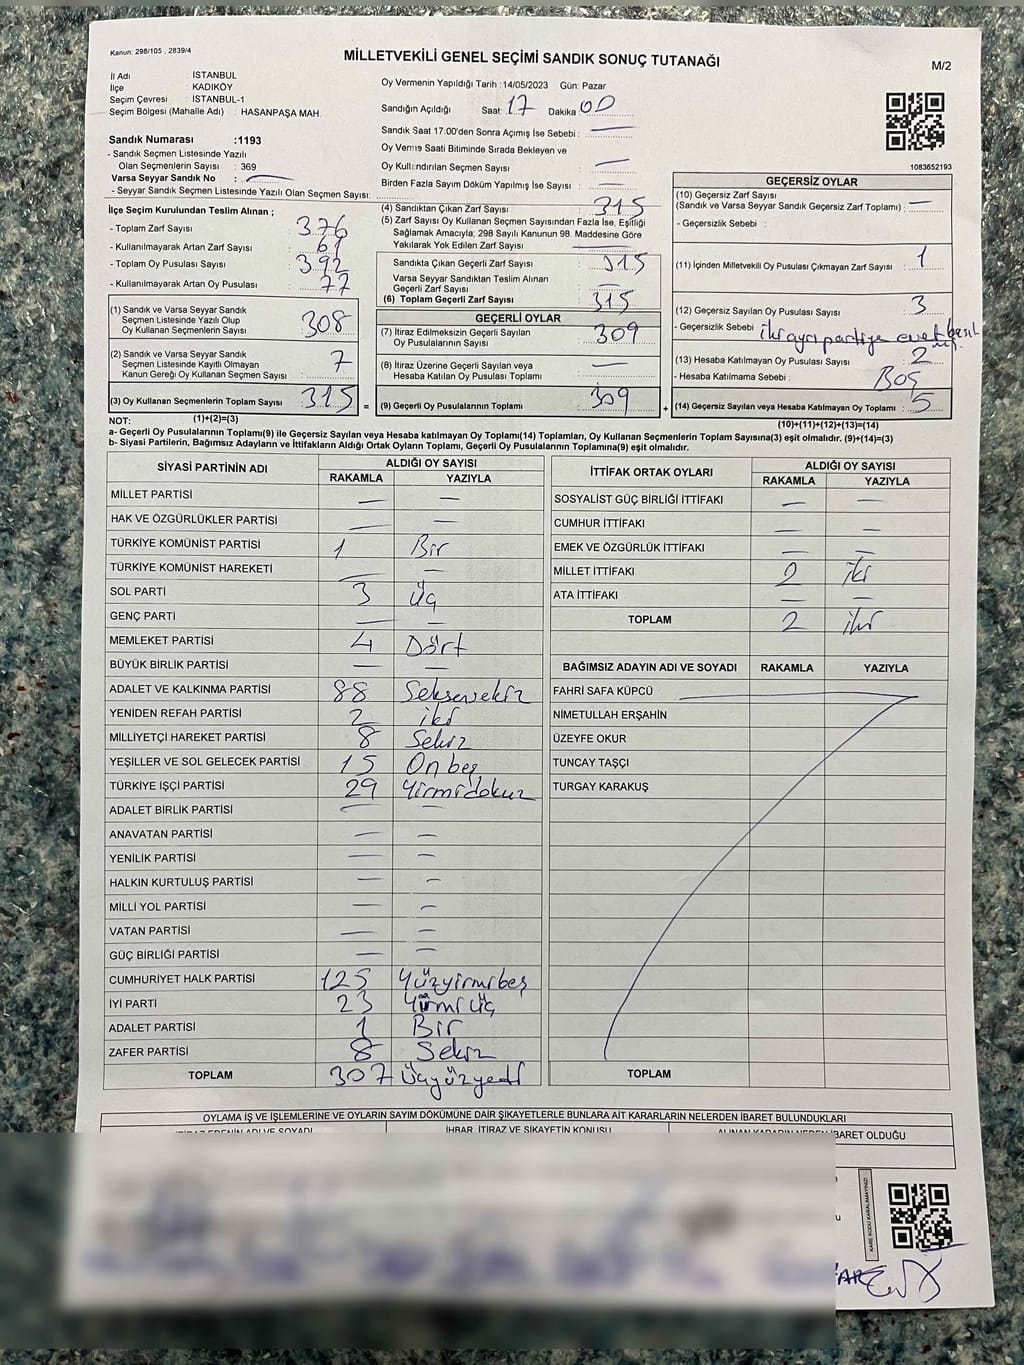 Kanun: 298/105 , 2839/4
MİLLETVEKİLİ GENEL SEÇİMİ SANDIK SONUÇ TUTANAĞI
M/2
İl Adı : İSTANBUL
İlçe : KADIKÖY
Seçim Çevresi : İSTANBUL-1
Seçim Bölgesi (Mahalle Adı) : HASANPAŞA MAH.
Oy Vermenin Yapıldığı Tarih :14/05/2023 Gün: Pazar
Sandığın Açıldığı Saat: 17 Dakika 00
Sandık Saat 17:00'den Sonra Açımış İse Sebebi : —
Oy Verme Saati Bitiminde Sırada Bekleyen ve
Oy Kullandırılan Seçmen Sayısı : —
Birden Fazla Sayım Döküm Yapılmış İse Sayısı : —
1083652193
Sandık Numarası :1193
- Sandık Seçmen Listesinde Yazılı
Olan Seçmenlerin Sayısı : 369
Varsa Seyyar Sandık No : —
- Seyyar Sandık Seçmen Listesinde Yazılı Olan Seçmen Sayısı: —
İlçe Seçim Kurulundan Teslim Alınan ;
- Toplam Zarf Sayısı : 376
- Kullanılmayarak Artan Zarf Sayısı : 61
- Toplam Oy Pusulası Sayısı : 392
- Kullanılmayarak Artan Oy Pusulası : 77
(1) Sandık ve Varsa Seyyar Sandık
Seçmen Listesinde Yazılı Olup
Oy Kullanan Seçmenlerin Sayısı : 308
(2) Sandık ve Varsa Seyyar Sandık
Seçmen Listesinde Kayıtlı Olmayan
Kanun Gereği Oy Kullanan Seçmen Sayısı : 7
(3) Oy Kullanan Seçmenlerin Toplam Sayısı : 315
(1)+(2)=(3)
(4) Sandıktan Çıkan Zarf Sayısı : 315
(5) Zarf Sayısı Oy Kullanan Seçmen Sayısından Fazla İse, Eşitliği
Sağlamak Amacıyla; 298 Sayılı Kanunun 98. Maddesine Göre
Yakılarak Yok Edilen Zarf Sayısı : —
Sandıkta Çıkan Geçerli Zarf Sayısı : 315
Varsa Seyyar Sandıktan Teslim Alınan
Geçerli Zarf Sayısı : —
(6) Toplam Geçerli Zarf Sayısı : 315
GEÇERLİ OYLAR
(7) İtiraz Edilmeksizin Geçerli Sayılan
Oy Pusulalarının Sayısı : 309
(8) İtiraz Üzerine Geçerli Sayılan veya
Hesaba Katılan Oy Pusulası Toplamı : —
= (9) Geçerli Oy Pusulalarının Toplamı : 309 +
GEÇERSİZ OYLAR
(10) Geçersiz Zarf Sayısı
(Sandık ve Varsa Seyyar Sandık Geçersiz Zarf Toplamı) : —
- Geçersizlik Sebebi :
(11) İçinden Milletvekili Oy Pusulası Çıkmayan Zarf Sayısı : 1
(12) Geçersiz Sayılan Oy Pusulası Sayısı : 3
- Geçersizlik Sebebi : iki ayrı partiye evet basıl
mış.
(13) Hesaba Katılmayan Oy Pusulası Sayısı : 2
- Hesaba Katılmama Sebebi : Boş
(14) Geçersiz Sayılan veya Hesaba Katılmayan Oy Toplamı : 5
(10)+(11)+(12)+(13)=(14)
NOT:
a- Geçerli Oy Pusulalarının Toplamı(9) ile Geçersiz Sayılan veya Hesaba katılmayan Oy Toplamı(14) Toplamları, Oy Kullanan Seçmenlerin Toplam Sayısına(3) eşit olmalıdır. (9)+(14)=(3)
b- Siyasi Partilerin, Bağımsız Adayların ve İttifakların Aldığı Ortak Oyların Toplamı, Geçerli Oy Pusulalarının Toplamına(9) eşit olmalıdır.
SİYASİ PARTİNİN ADI ALDIĞI OY SAYISI
RAKAMLA YAZIYLA
MİLLET PARTİSİ — —
HAK VE ÖZGÜRLÜKLER PARTİSİ — —
TÜRKİYE KOMÜNİST PARTİSİ 1 Bir
TÜRKİYE KOMÜNİST HAREKETİ — —
SOL PARTİ 3 Üç
GENÇ PARTİ — —
MEMLEKET PARTİSİ 4 Dört
BÜYÜK BİRLİK PARTİSİ — —
ADALET VE KALKINMA PARTİSİ 88 Seksensekiz
YENİDEN REFAH PARTİSİ 2 iki
MİLLİYETÇİ HAREKET PARTİSİ 8 Sekiz
YEŞİLLER VE SOL GELECEK PARTİSİ 15 Onbeş
TÜRKİYE İŞÇİ PARTİSİ 29 Yirmidokuz
ADALET BİRLİK PARTİSİ — —
ANAVATAN PARTİSİ — —
YENİLİK PARTİSİ — —
HALKIN KURTULUŞ PARTİSİ — —
MİLLİ YOL PARTİSİ — —
VATAN PARTİSİ — —
GÜÇ BİRLİĞİ PARTİSİ — —
CUMHURİYET HALK PARTİSİ 125 Yüzyirmibeş
İYİ PARTİ 23 Yirmi üç
ADALET PARTİSİ 1 Bir
ZAFER PARTİSİ 8 Sekiz
TOPLAM 307 Üçyüzyedi
İTTİFAK ORTAK OYLARI ALDIĞI OY SAYISI
RAKAMLA YAZIYLA
SOSYALİST GÜÇ BİRLİĞİ İTTİFAKI — —
CUMHUR İTTİFAKI — —
EMEK VE ÖZGÜRLÜK İTTİFAKI — —
MİLLET İTTİFAKI 2 iki
ATA İTTİFAKI — —
TOPLAM 2 iki
BAĞIMSIZ ADAYIN ADI VE SOYADI RAKAMLA YAZIYLA
FAHRİ SAFA KÜPCÜ
NİMETULLAH ERŞAHİN
ÜZEYFE OKUR
TUNCAY TAŞÇI
TURGAY KARAKUŞ
TOPLAM
OYLAMA İŞ VE İŞLEMLERİNE VE OYLARIN SAYIM DÖKÜMÜNE DAİR ŞİKAYETLERLE BUNLARA AİT KARARLARIN NELERDEN İBARET BULUNDUKLARI
İTİRAZ EDENİN ADI VE SOYADI İHBAR, İTİRAZ VE ŞİKAYETİN KONUSU ALINAN KARARIN NEDEN İBARET OLDUĞU
KARE KODU KARALAMAYINIZ!